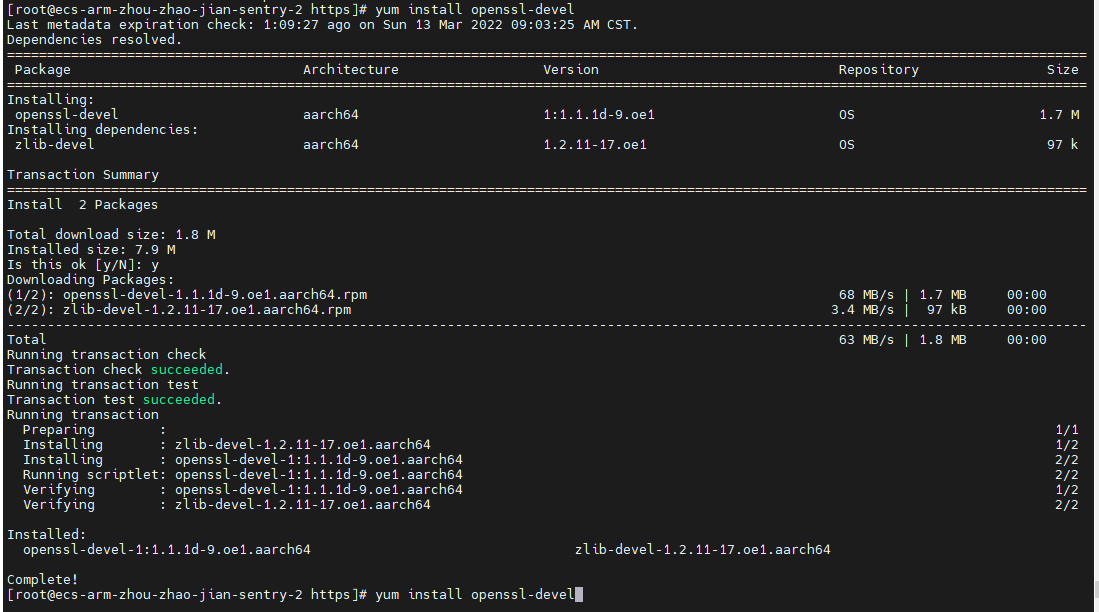 [root@ecs-arm-zhou-zhao-jian-sentry-2 https]# yum install openssl-devel
Last metadata expiration check: 1:09:27 ago on Sun 13 Mar 2022 09:03:25 AM CST.
Dependencies resolved.
================================================================================
Package Architecture Version Repository Size
================================================================================
Installing:
openssl-devel aarch64 1:1.1.1d-9.oe1 OS 1.7 M
Installing dependencies:
zlib-devel aarch64 1.2.11-17.oe1 OS 97 k
Transaction Summary
================================================================================
Install 2 Packages
Total download size: 1.8 M
Installed size: 7.9 M
Is this ok [y/N]: y
Downloading Packages:
(1/2): openssl-devel-1.1.1d-9.oe1.aarch64.rpm 68 MB/s | 1.7 MB 00:00
(2/2): zlib-devel-1.2.11-17.oe1.aarch64.rpm 3.4 MB/s | 97 kB 00:00
--------------------------------------------------------------------------------
Total 63 MB/s | 1.8 MB 00:00
Running transaction check
Transaction check succeeded.
Running transaction test
Transaction test succeeded.
Running transaction
Preparing : 1/1
Installing : zlib-devel-1.2.11-17.oe1.aarch64 1/2
Installing : openssl-devel-1:1.1.1d-9.oe1.aarch64 2/2
Running scriptlet: openssl-devel-1:1.1.1d-9.oe1.aarch64 2/2
Verifying : openssl-devel-1:1.1.1d-9.oe1.aarch64 1/2
Verifying : zlib-devel-1.2.11-17.oe1.aarch64 2/2
Installed:
openssl-devel-1:1.1.1d-9.oe1.aarch64 zlib-devel-1.2.11-17.oe1.aarch64
Complete!
[root@ecs-arm-zhou-zhao-jian-sentry-2 https]# yum install openssl-devel